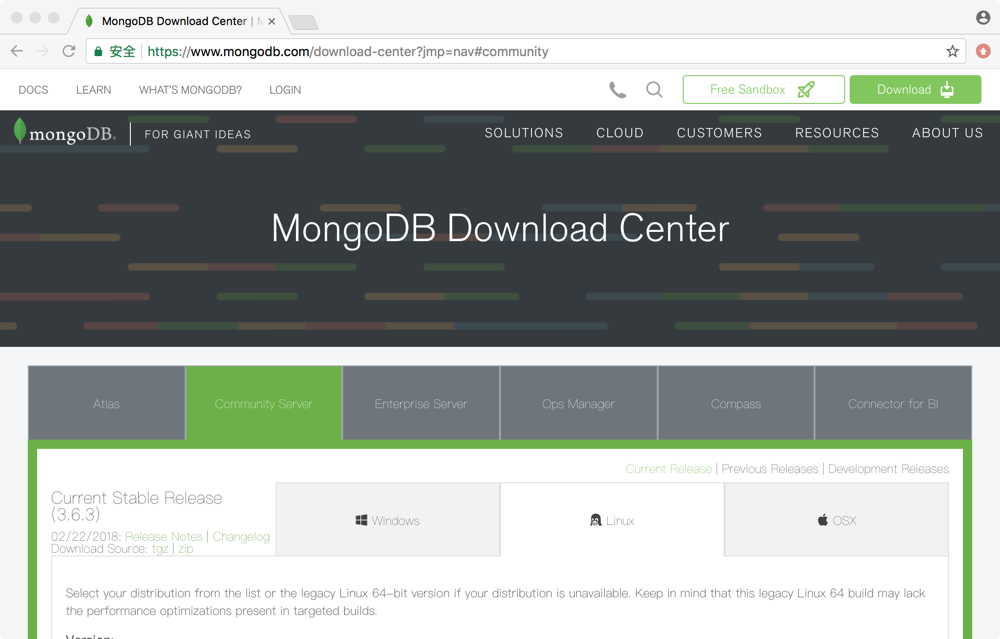 MongoDB Download Center | M
安全 https://www.mongodb.com/download-center?jmp=nav#community
DOCS LEARN WHAT'S MONGODB? LOGIN Free Sandbox Download
mongoDB® FOR GIANT IDEAS SOLUTIONS CLOUD CUSTOMERS RESOURCES ABOUT US
MongoDB Download Center
Atlas Community Server Enterprise Server Ops Manager Compass Connector for BI
Current Release | Previous Releases | Development Releases
Current Stable Release
(3.6.3)
02/22/2018: Release Notes | Changelog
Download Source: tgz | zip
Windows Linux OSX
Select your distribution from the list or the legacy Linux 64-bit version if your distribution is unavailable. Keep in mind that this legacy Linux 64 build may lack
the performance optimizations present in targeted builds.
Version: